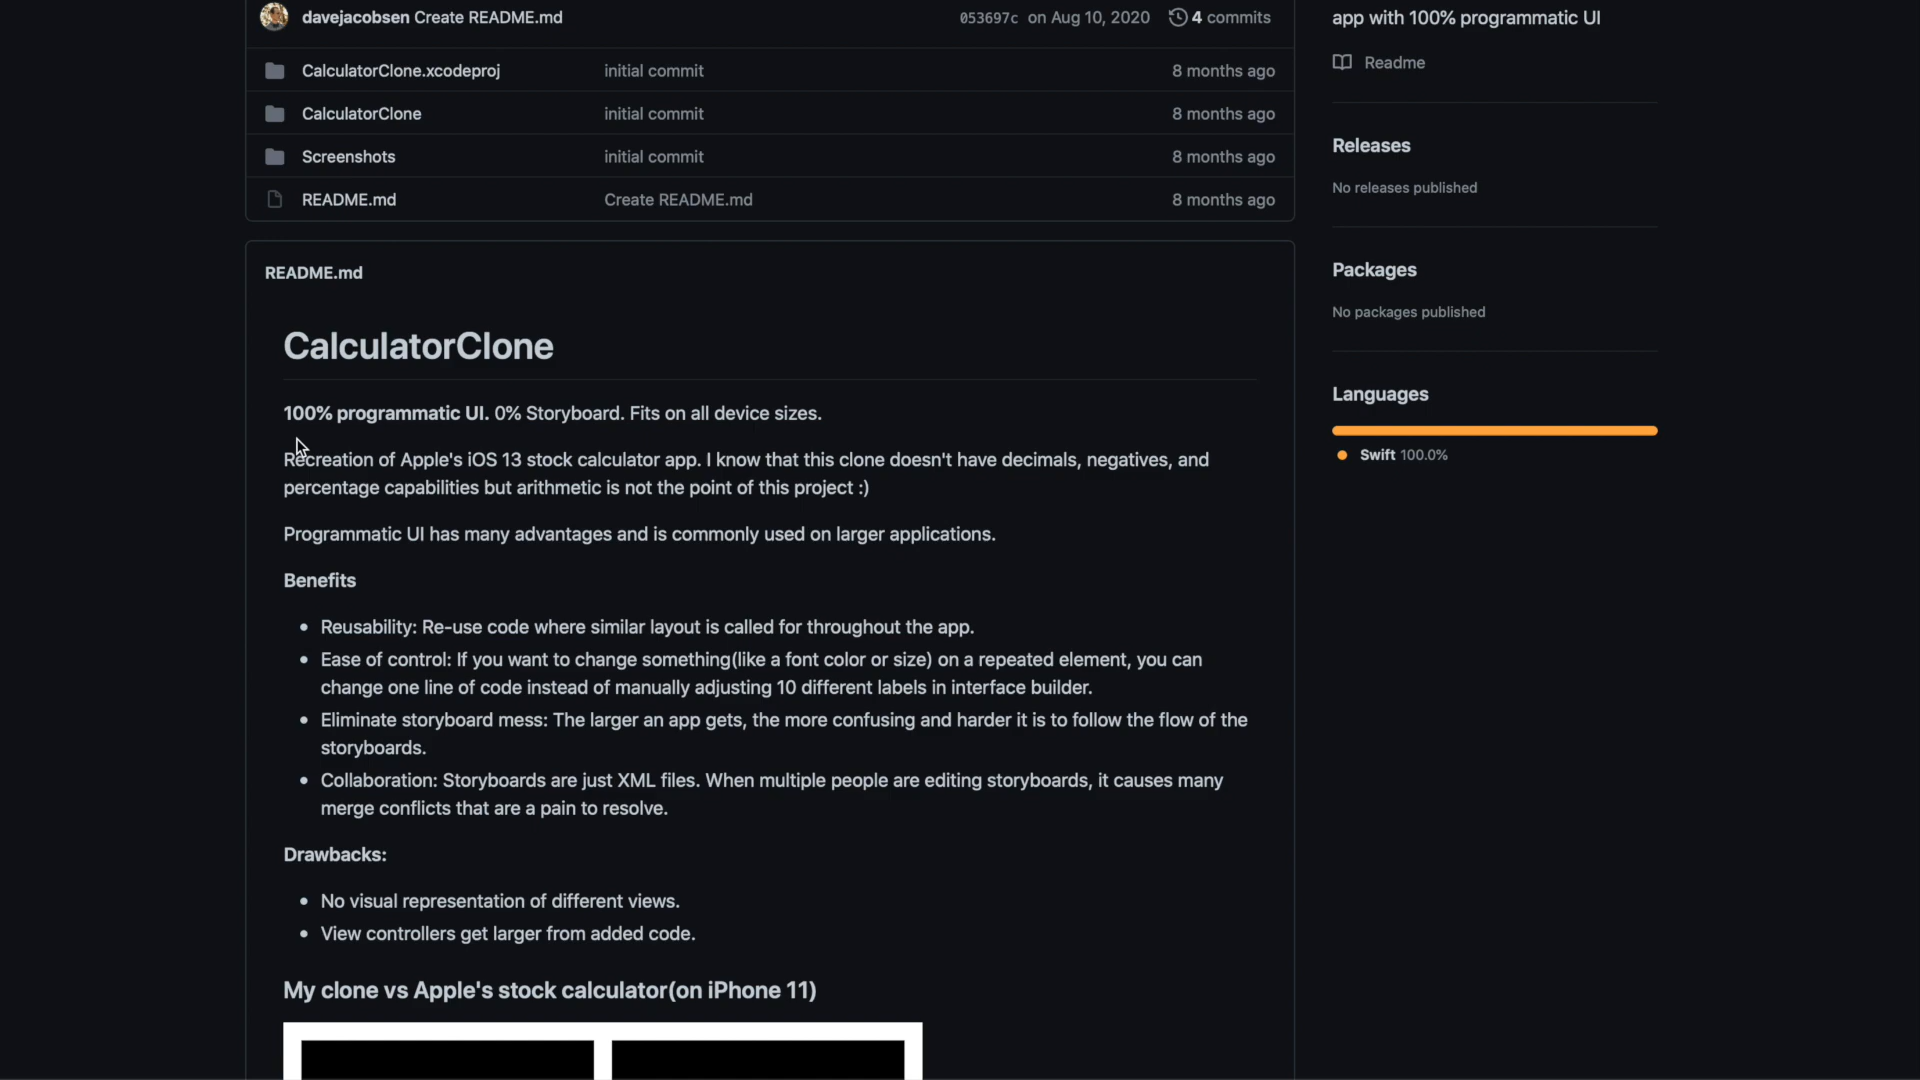 davejacobsen Create README.md 053697c on Aug 10, 2020 4 commits
CalculatorClone.xcodeproj initial commit 8 months ago
CalculatorClone initial commit 8 months ago
Screenshots initial commit 8 months ago
README.md Create README.md 8 months ago
README.md
CalculatorClone
100% programmatic UI. 0% Storyboard. Fits on all device sizes.
Recreation of Apple's iOS 13 stock calculator app. I know that this clone doesn't have decimals, negatives, and
percentage capabilities but arithmetic is not the point of this project :)
Programmatic UI has many advantages and is commonly used on larger applications.
Benefits
• Reusability: Re-use code where similar layout is called for throughout the app.
• Ease of control: If you want to change something(like a font color or size) on a repeated element, you can
change one line of code instead of manually adjusting 10 different labels in interface builder.
• Eliminate storyboard mess: The larger an app gets, the more confusing and harder it is to follow the flow of the
storyboards.
• Collaboration: Storyboards are just XML files. When multiple people are editing storyboards, it causes many
merge conflicts that are a pain to resolve.
Drawbacks:
• No visual representation of different views.
• View controllers get larger from added code.
My clone vs Apple's stock calculator(on iPhone 11)
app with 100% programmatic UI
Readme
Releases
No releases published
Packages
No packages published
Languages
Swift 100.0%